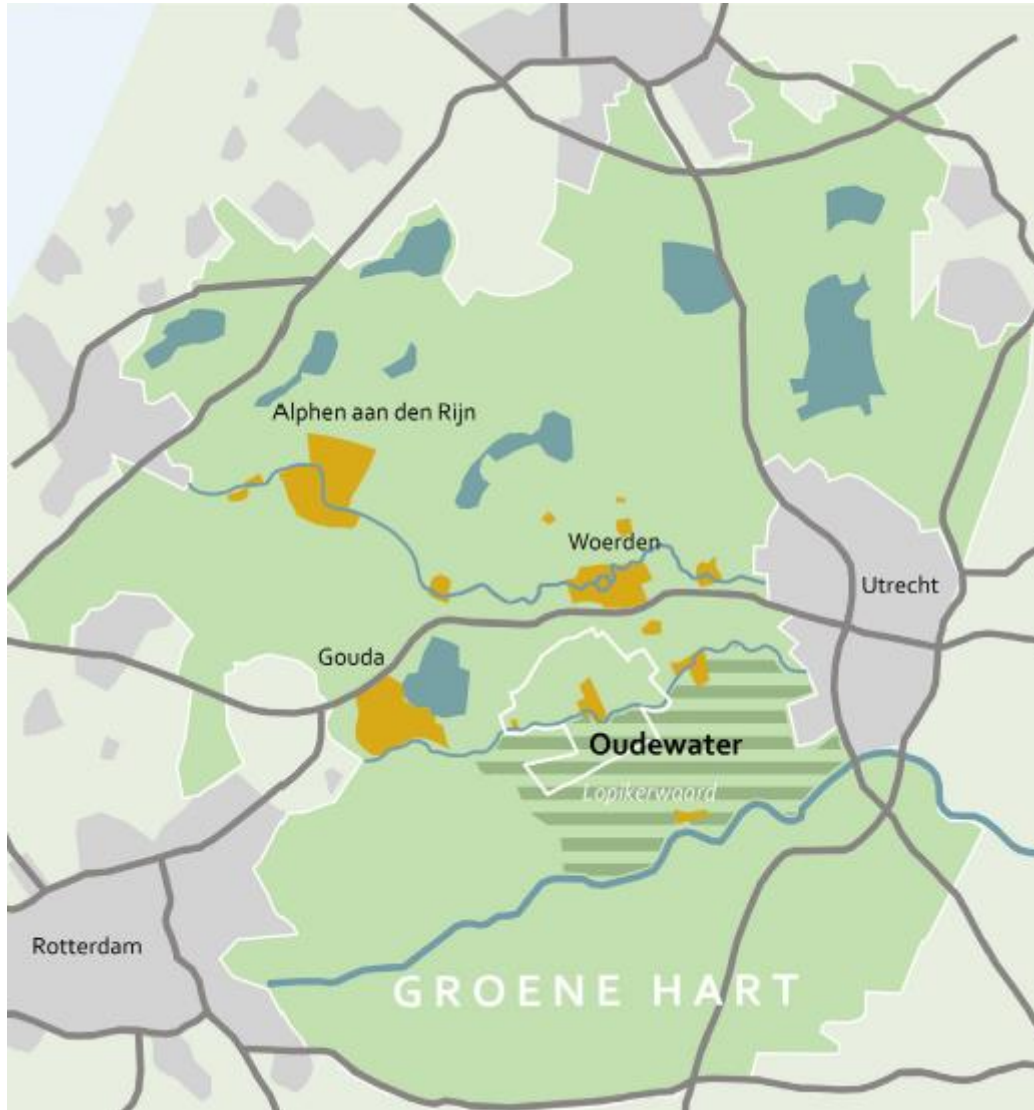 Alphen aan den Rijn
Woerden
Utrecht
Gouda
Oudewater
Lopikerwaard
Rotterdam
GROENE HART